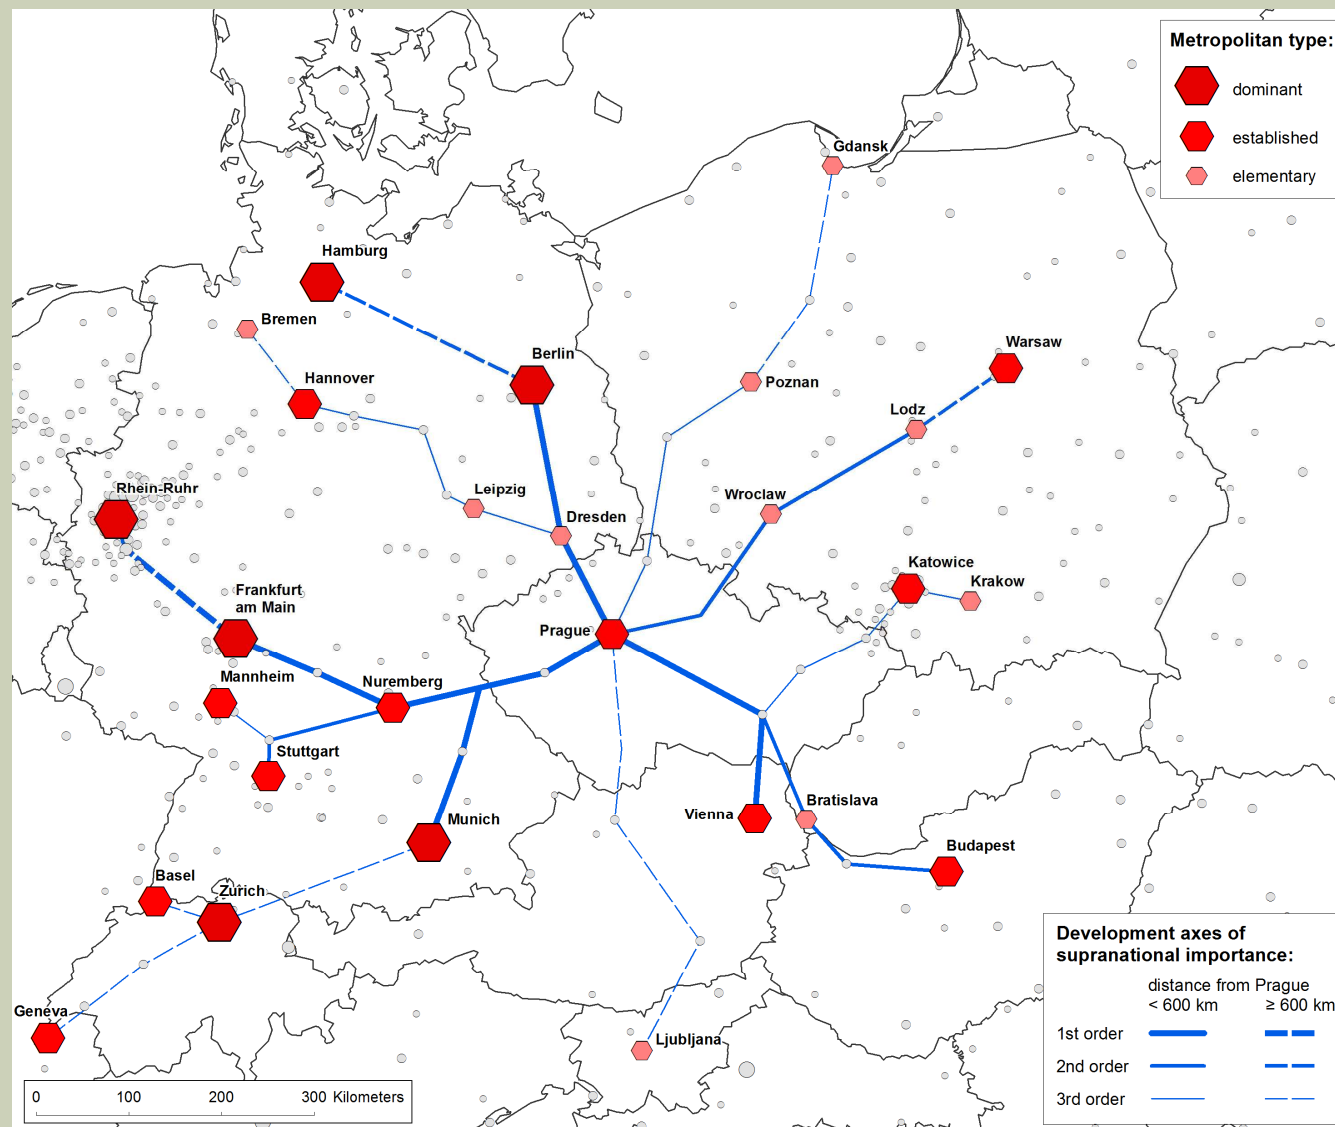 Metropolitan type:
dominant
established
elementary
Gdansk
Hamburg
Bremen
Berlin
Warsaw
Hannover
Poznan
Lodz
Rhein-Ruhr
Leipzig
Wroclaw
Dresden
Katowice
Krakow
Frankfurt
am Main
Prague
Mannheim
Nuremberg
Stuttgart
Munich
Vienna
Bratislava
Budapest
Basel
Zurich
Geneva
Ljubljana
Development axes of
supranational importance:
distance from Prague
< 600 km ≥ 600 km
1st order
2nd order
3rd order
0 100 200 300 Kilometers